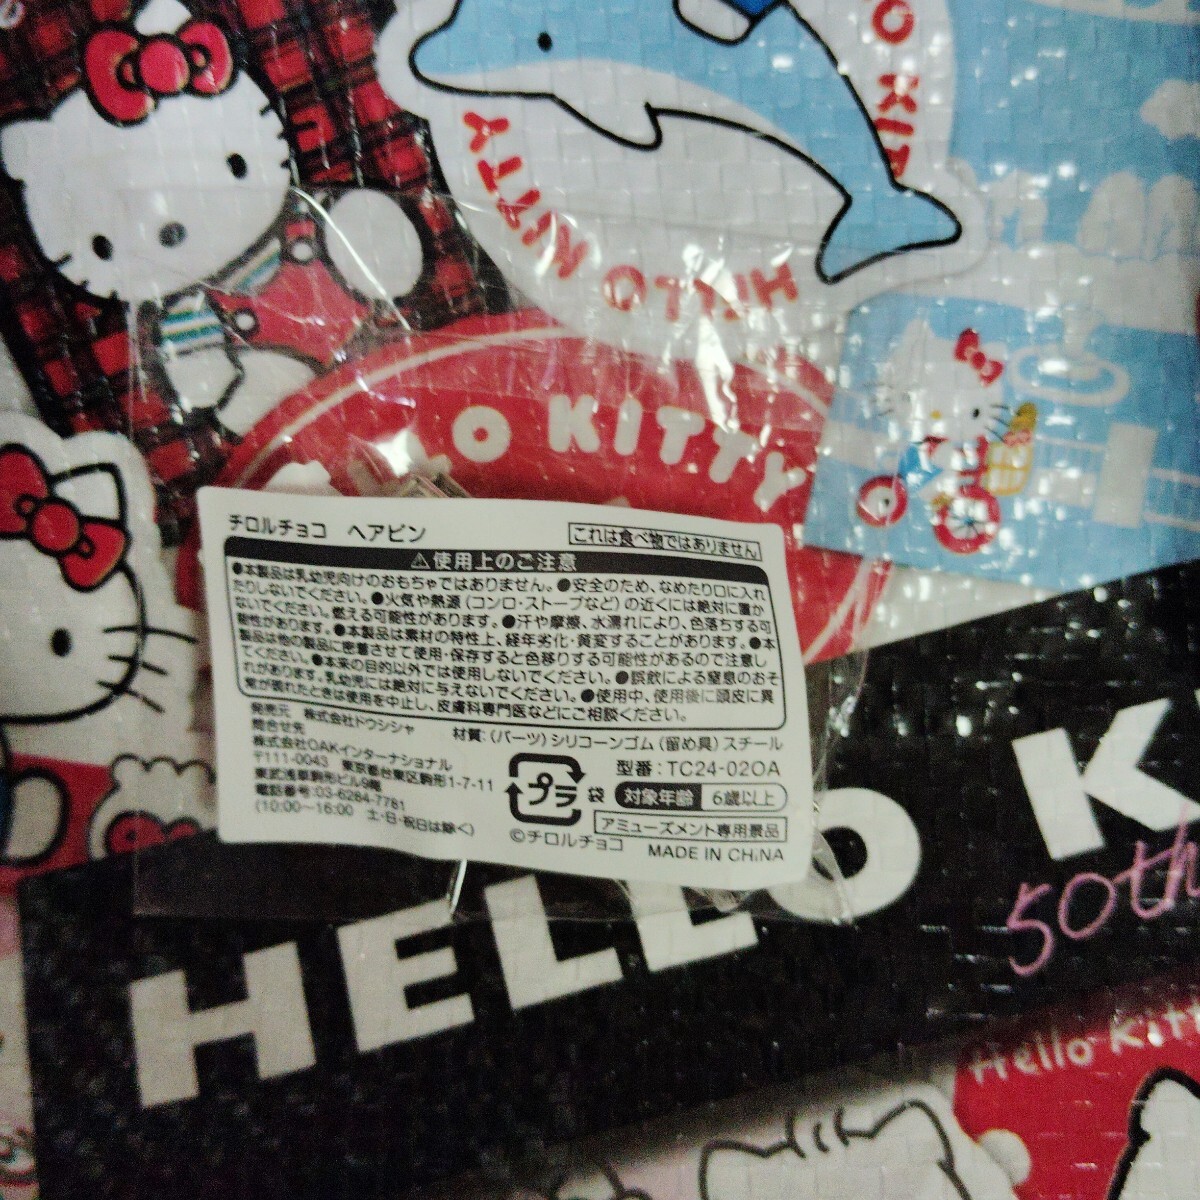 O KIT
HELLO KITTY
LO KITTY
チロルチョコ ヘアピン
これは食べ物ではありません
⚠使用上のご注意
●本製品は乳幼児向けのおもちゃではありません。●安全のため、なめたり口に入れ
たりしないでください。●火気や熱源(コンロ・ストーブなど)の近くには絶対に置か
ないでください。燃える可能性があります。●汗や摩擦、水濡れにより、色落ちする可
能性があります。●本製品は素材の特性上、経年劣化・黄変することがあります。●本
製品は他の製品に密着させて使用・保存すると色移りする可能性があるので注意し
てください。●本来の目的以外では使用しないでください。●誤飲による窒息のおそ
れがあります。乳幼児には絶対に与えないでください。●使用中、使用後に頭皮に異
常が表れたときは使用を中止し、皮膚科専門医などにご相談ください。
発売元 株式会社ドウシシャ
問合せ先
株式会社OAKインターナショナル
〒111-0043 東京都台東区駒形1-7-11
東武浅草駒形ビル9階
電話番号:03-6284-7781
(10:00～16:00 土・日・祝日は除く)
材質:(パーツ)シリコーンゴム(留め具)スチール
型番:TC24-020A
プラ 袋
対象年齢 6歳以上
アミューズメント専用景品
©チロルチョコ MADE IN CHINA
HELLO K
50th
Hello Kitt